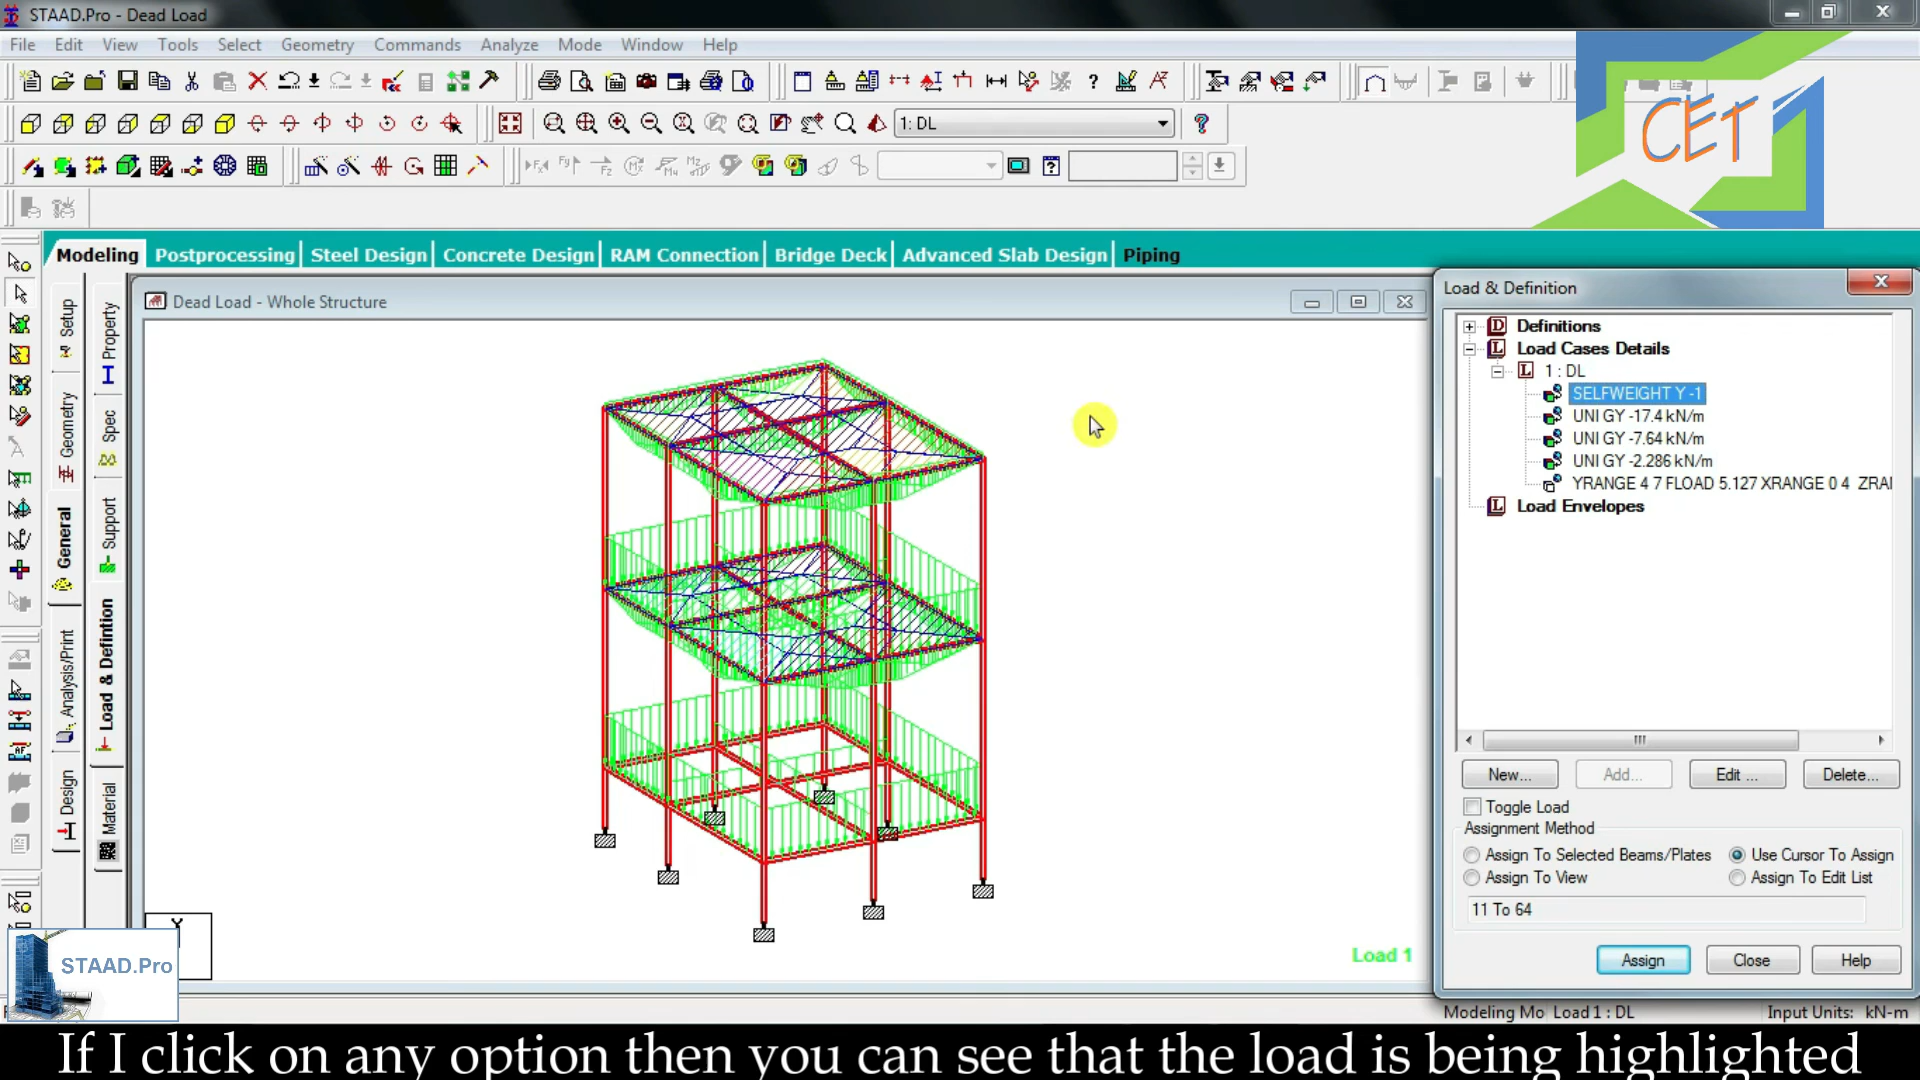 STAAD.Pro - Dead Load
File Edit View Tools Select Geometry Commands Analyze Mode Window Help
1: DL
CET
Modeling Postprocessing Steel Design Concrete Design RAM Connection Bridge Deck Advanced Slab Design Piping
Setup
Geometry
General
Analysis/Print
Design
Property
Spec
Support
Load & Definition
Material
Dead Load - Whole Structure
Load 1
Y
STAAD.Pro
Load & Definition
Definitions
Load Cases Details
1 : DL
SELFWEIGHT Y -1
UNI GY -17.4 kN/m
UNI GY -7.64 kN/m
UNI GY -2.286 kN/m
YRANGE 4 7 FLOAD 5.127 XRANGE 0 4 ZRAI
Load Envelopes
New... Add... Edit ... Delete...
Toggle Load
Assignment Method
Assign To Selected Beams/Plates Use Cursor To Assign
Assign To View Assign To Edit List
11 To 64
Assign Close Help
Modeling Mo Load 1 : DL Input Units: kN-m
If I click on any option then you can see that the load is being highlighted